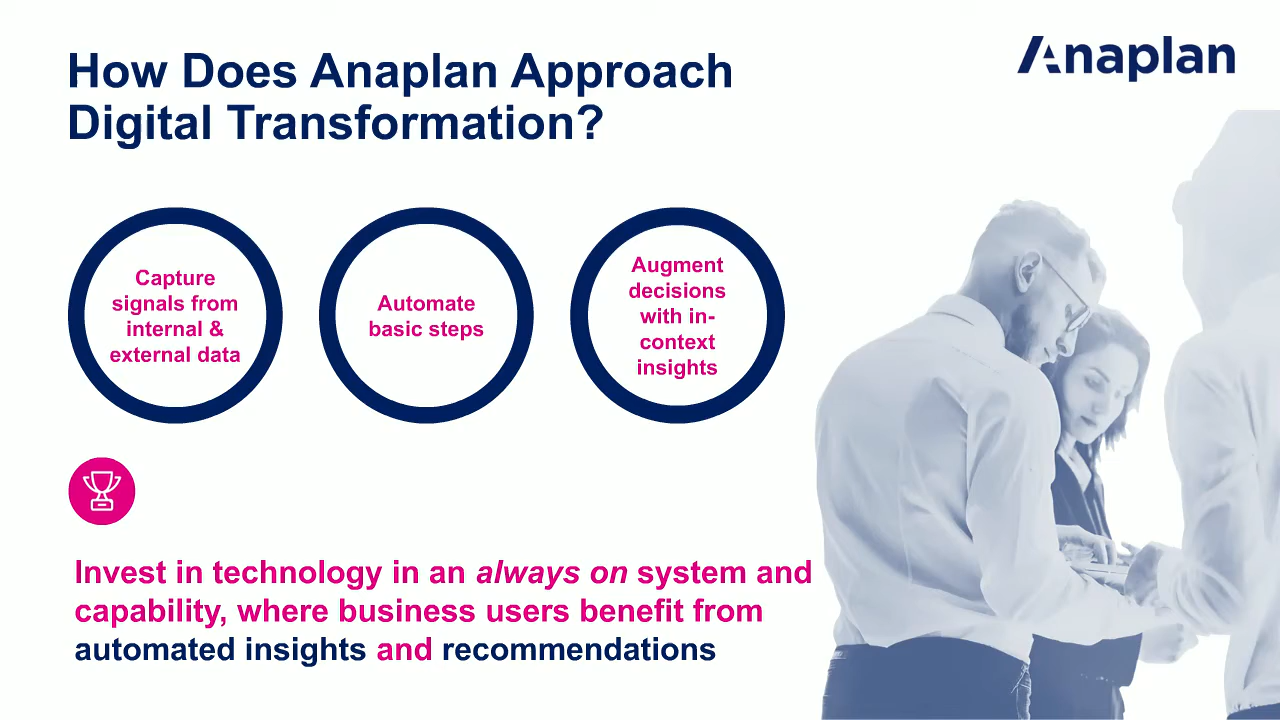 How Does Anaplan Approach
Digital Transformation?
Anaplan
Capture
signals from
internal &
external data
Automate
basic steps
Augment
decisions
with in-
context
insights
Invest in technology in an always on system and
capability, where business users benefit from
automated insights and recommendations